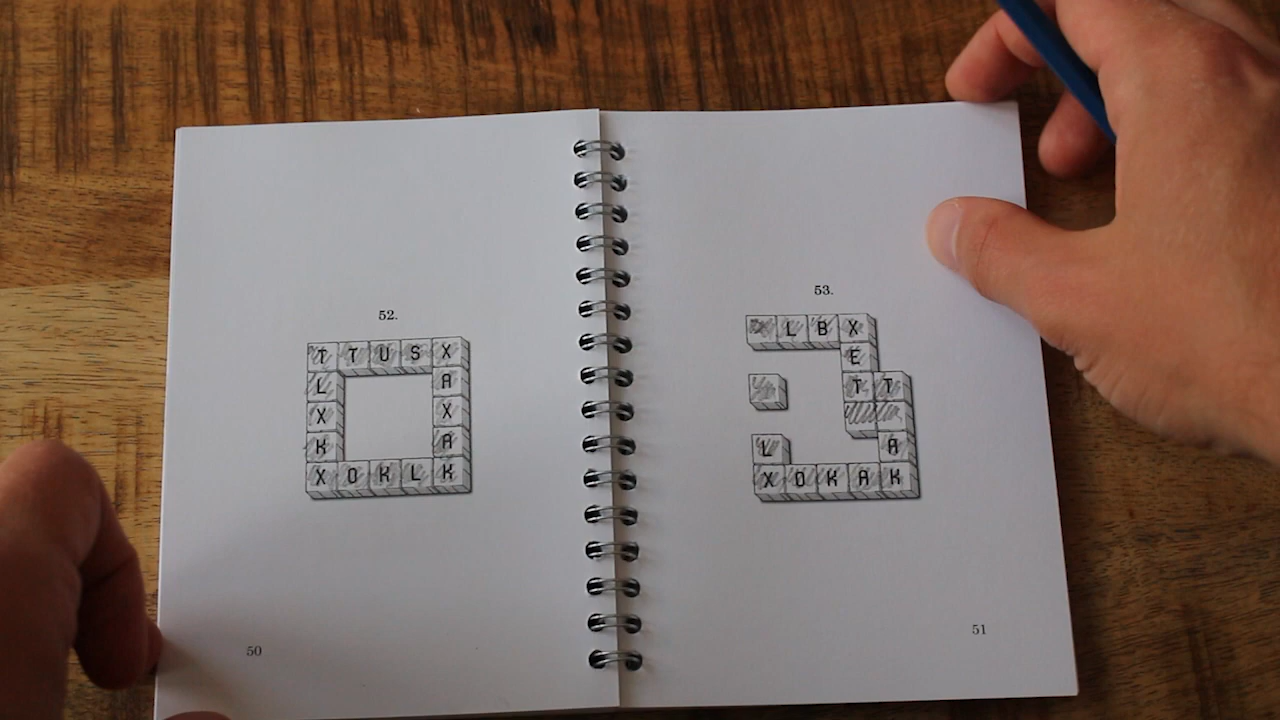 52.
T T U S X
L A
X X
K A
X O K L K
50
53.
L B X
E
T T
L A
X O K A K
51